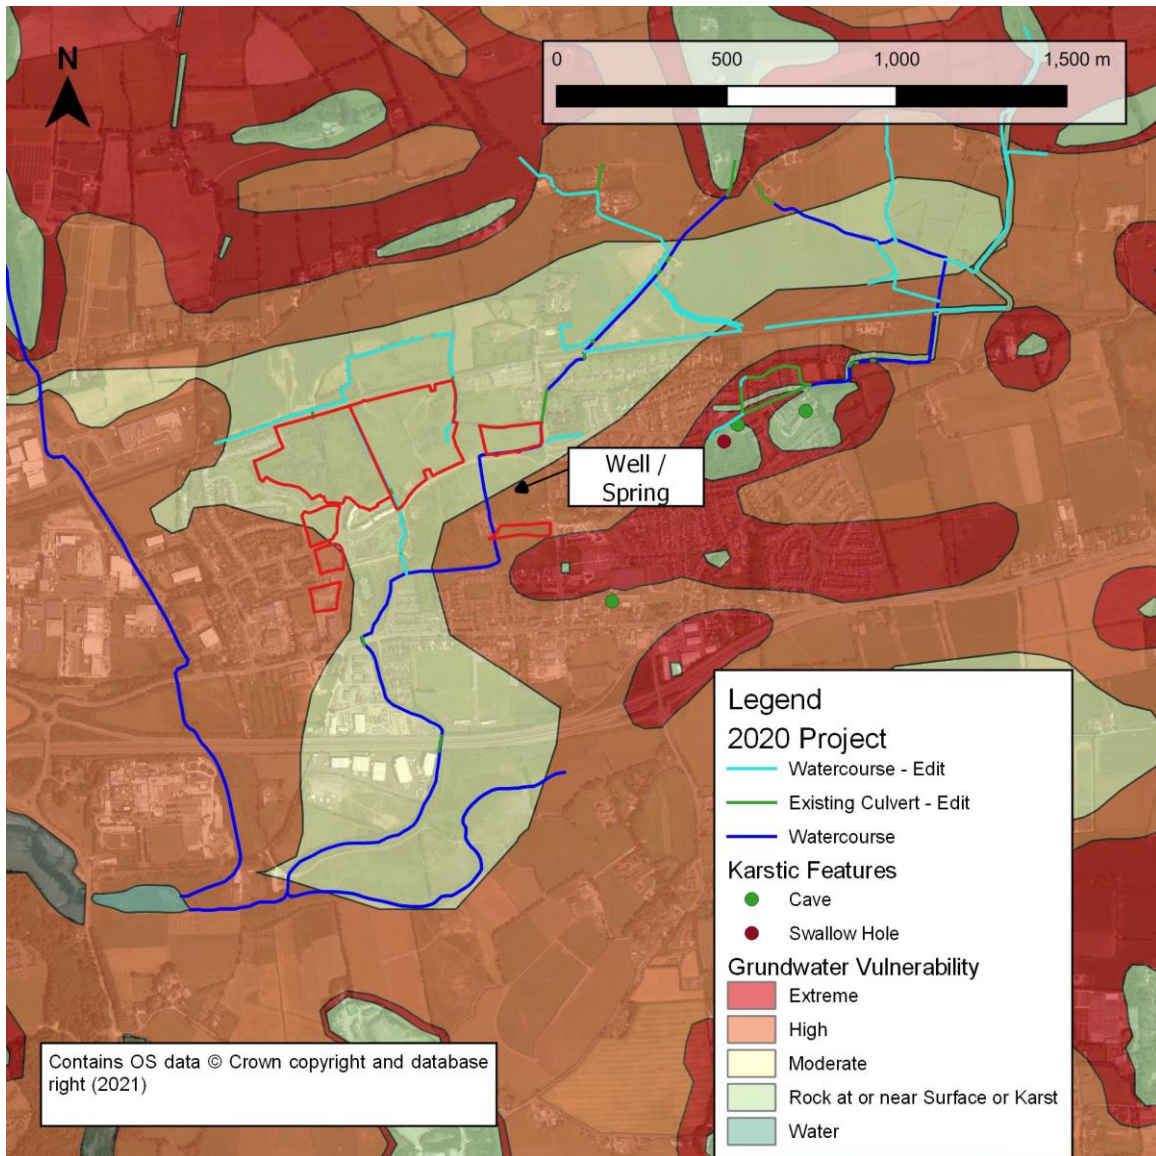 N
0 500 1,000 1,500 m
Well /
Spring
Legend
2020 Project
Watercourse - Edit
Existing Culvert - Edit
Watercourse
Karstic Features
Cave
Swallow Hole
Grundwater Vulnerability
Extreme
High
Moderate
Rock at or near Surface or Karst
Water
Contains OS data © Crown copyright and database
right (2021)